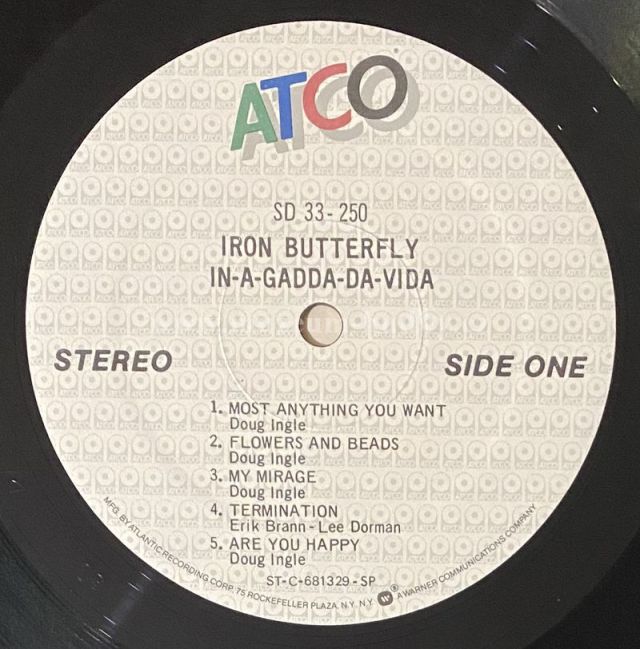 ATCO
SD 33-250
IRON BUTTERFLY
IN-A-GADDA-DA-VIDA
STEREO
SIDE ONE
1. MOST ANYTHING YOU WANT
Doug Ingle
2. FLOWERS AND BEADS
Doug Ingle
3. MY MIRAGE
Doug Ingle
4. TERMINATION
Erik Brann-Lee Dorman
5. ARE YOU HAPPY
Doug Ingle
ST-C-681329-SP
MFG. BY ATLANTIC RECORDING CORP. 75 ROCKEFELLER PLAZA, N.Y. N.Y. ® A WARNER COMMUNICATIONS COMPANY